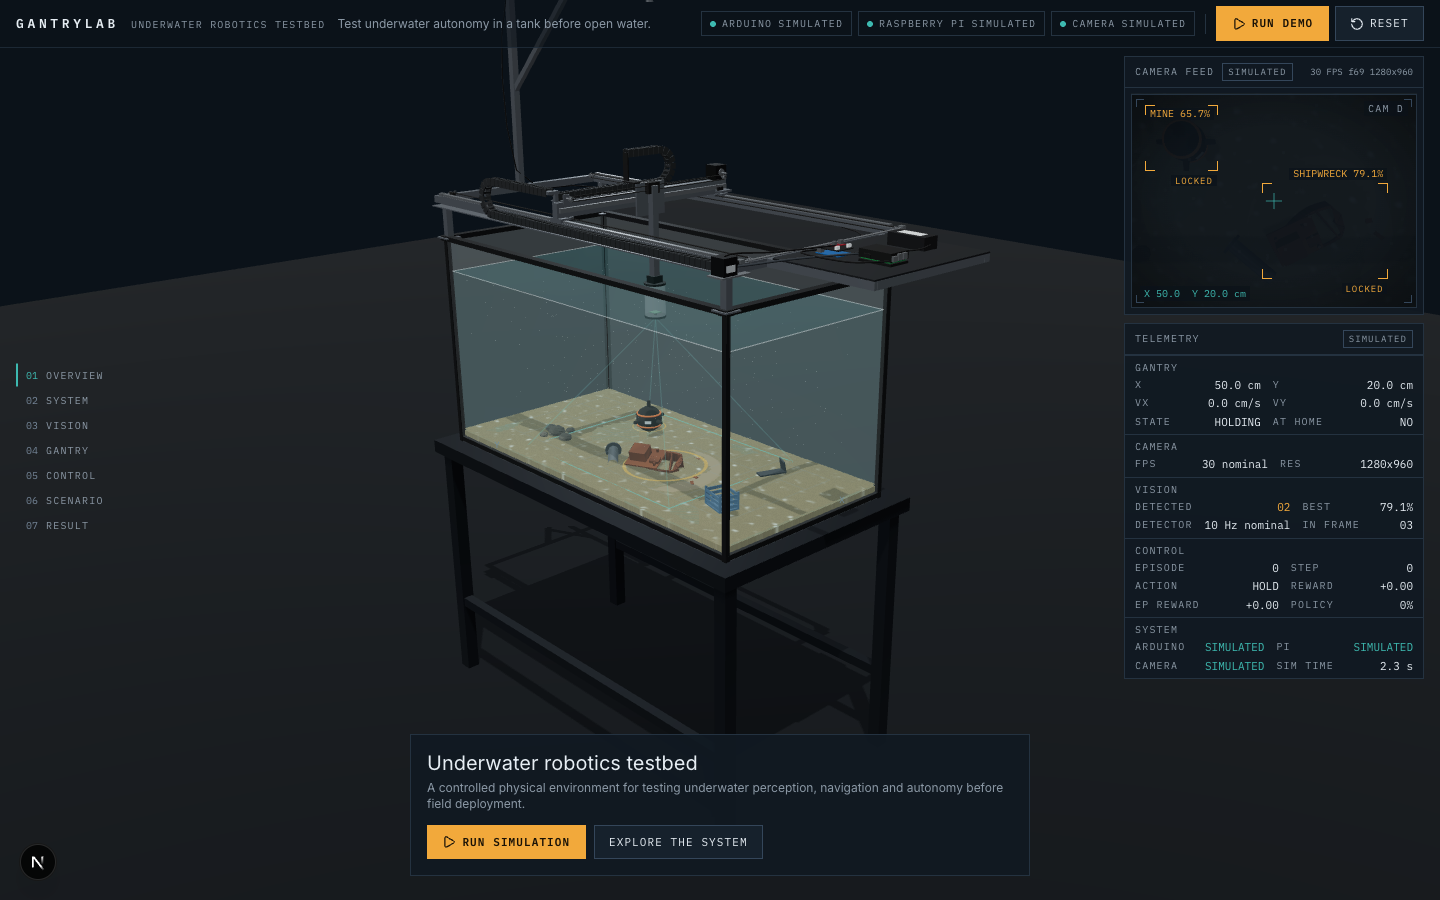 GANTRYLAB UNDERWATER ROBOTICS TESTBED Test underwater autonomy in a tank before open water. ARDUINO SIMULATED RASPBERRY PI SIMULATED CAMERA SIMULATED RUN DEMO RESET
CAMERA FEED SIMULATED 30 FPS f69 1280x960
CAM D
MINE 65.7%
SHIPWRECK 79.1%
LOCKED
LOCKED
X 50.0 Y 20.0 cm
TELEMETRY SIMULATED
GANTRY
X 50.0 cm Y 20.0 cm
VX 0.0 cm/s VY 0.0 cm/s
STATE HOLDING AT HOME NO
CAMERA
FPS 30 nominal RES 1280x960
VISION
DETECTED 02 BEST 79.1%
DETECTOR 10 Hz nominal IN FRAME 03
CONTROL
EPISODE 0 STEP 0
ACTION HOLD REWARD +0.00
EP REWARD +0.00 POLICY 0%
SYSTEM
ARDUINO SIMULATED PI SIMULATED
CAMERA SIMULATED SIM TIME 2.3 s
01 OVERVIEW
02 SYSTEM
03 VISION
04 GANTRY
05 CONTROL
06 SCENARIO
07 RESULT
Underwater robotics testbed
A controlled physical environment for testing underwater perception, navigation and autonomy before
field deployment.
RUN SIMULATION EXPLORE THE SYSTEM
N